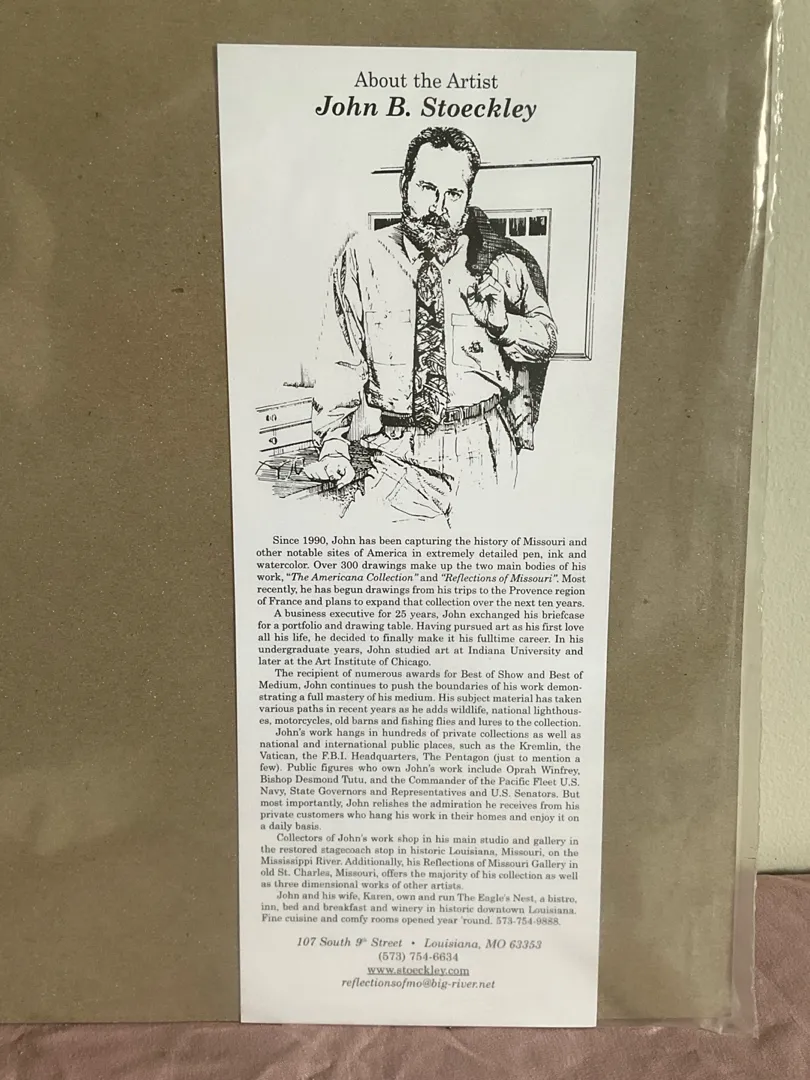 About the Artist
John B. Stoeckley
Since 1990, John has been capturing the history of Missouri and
other notable sites of America in extremely detailed pen, ink and
watercolor. Over 300 drawings make up the two main bodies of his
work, "The Americana Collection" and "Reflections of Missouri". Most
recently, he has begun drawings from his trips to the Provence region
of France and plans to expand that collection over the next ten years.
A business executive for 25 years, John exchanged his briefcase
for a portfolio and drawing table. Having pursued art as his first love
all his life, he decided to finally make it his fulltime career. In his
undergraduate years, John studied art at Indiana University and
later at the Art Institute of Chicago.
The recipient of numerous awards for Best of Show and Best of
Medium, John continues to push the boundaries of his work demon-
strating a full mastery of his medium. His subject material has taken
various paths in recent years as he adds wildlife, national lighthous-
es, motorcycles, old barns and fishing flies and lures to the collection.
John's work hangs in hundreds of private collections as well as
national and international public places, such as the Kremlin, the
Vatican, the F.B.I. Headquarters, The Pentagon (just to mention a
few). Public figures who own John's work include Oprah Winfrey,
Bishop Desmond Tutu, and the Commander of the Pacific Fleet U.S.
Navy, State Governors and Representatives and U.S. Senators. But
most importantly, John relishes the admiration he receives from his
private customers who hang his work in their homes and enjoy it on
a daily basis.
Collectors of John's work shop in his main studio and gallery in
the restored stagecoach stop in historic Louisiana, Missouri, on the
Mississippi River. Additionally, his Reflections of Missouri Gallery in
old St. Charles, Missouri, offers the majority of his collection as well
as three dimensional works of other artists.
John and his wife, Karen, own and run The Eagle's Nest, a bistro,
inn, bed and breakfast and winery in historic downtown Louisiana.
Fine cuisine and comfy rooms opened year 'round. 573-754-9888.
107 South 9th Street • Louisiana, MO 63353
(573) 754-6634
www.stoeckley.com
reflectionsofmo@big-river.net